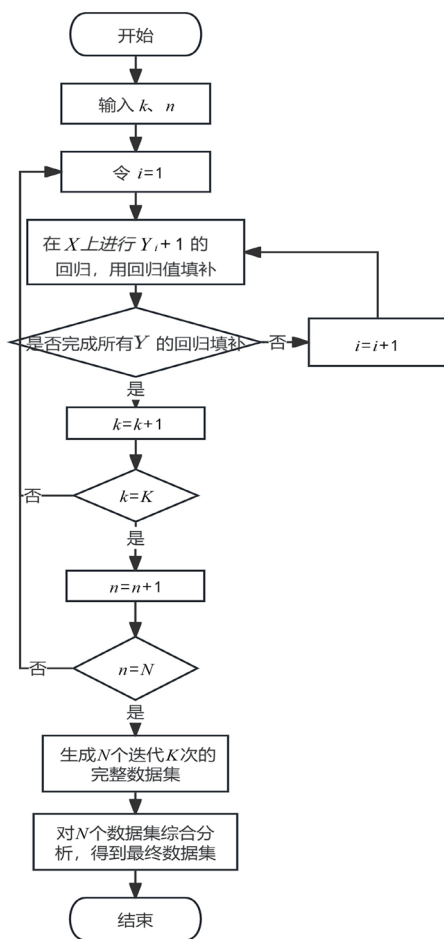 开始
输入 k、n
令 i=1
在 X上进行 Yᵢ+1 的
回归，用回归值填补
是否完成所有Y 的回归填补
否
i=i+1
是
k=k+1
否
k=K
是
n=n+1
否
n=N
是
生成N个迭代K次的
完整数据集
对N个数据集综合分
析，得到最终数据集
结束